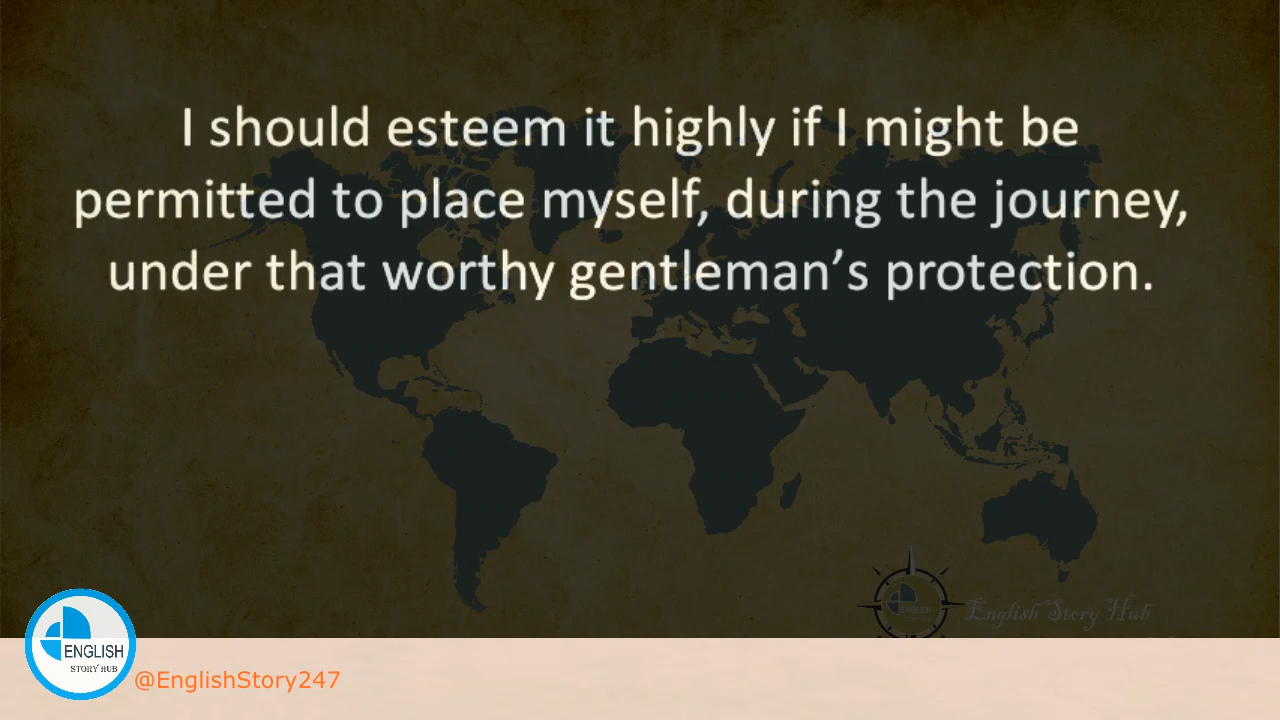 I should esteem it highly if I might be
permitted to place myself, during the journey,
under that worthy gentleman’s protection.
English Story Hub
ENGLISH
STORY HUB
@EnglishStory247